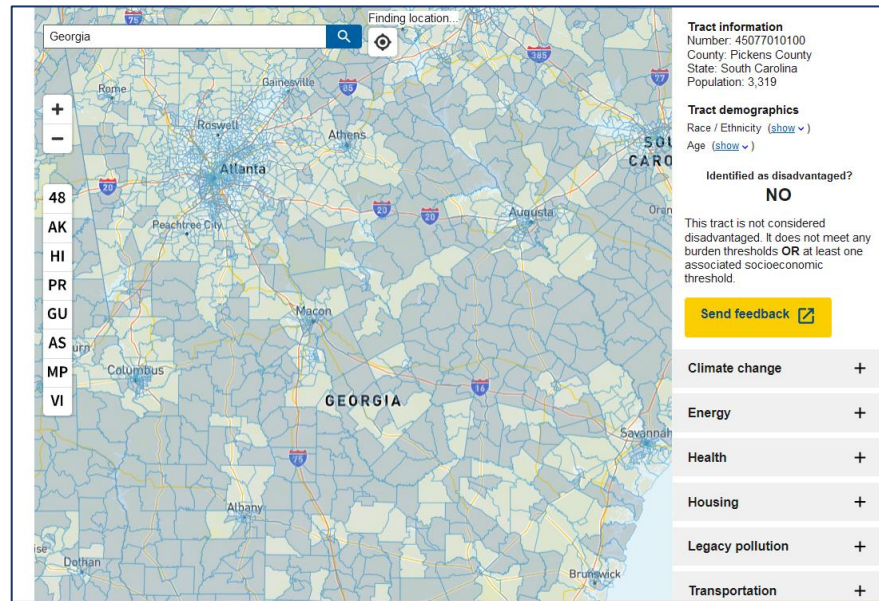 Georgia
Finding location...
+
−
48
AK
HI
PR
GU
AS
MP
VI
75
385
77
85
20
20
20
16
75
Rome
Gainesville
Roswell
Athens
Atlanta
Peachtree City
Augusta
Macon
Columbus
GEORGIA
Savannah
Albany
Dothan
Brunswick
SOU
CARO
Oran
urn
ise
Tract information
Number: 45077010100
County: Pickens County
State: South Carolina
Population: 3,319
Tract demographics
Race / Ethnicity (show ⌄)
Age (show ⌄)
Identified as disadvantaged?
NO
This tract is not considered
disadvantaged. It does not meet any
burden thresholds OR at least one
associated socioeconomic
threshold.
Send feedback
Climate change +
Energy +
Health +
Housing +
Legacy pollution +
Transportation +